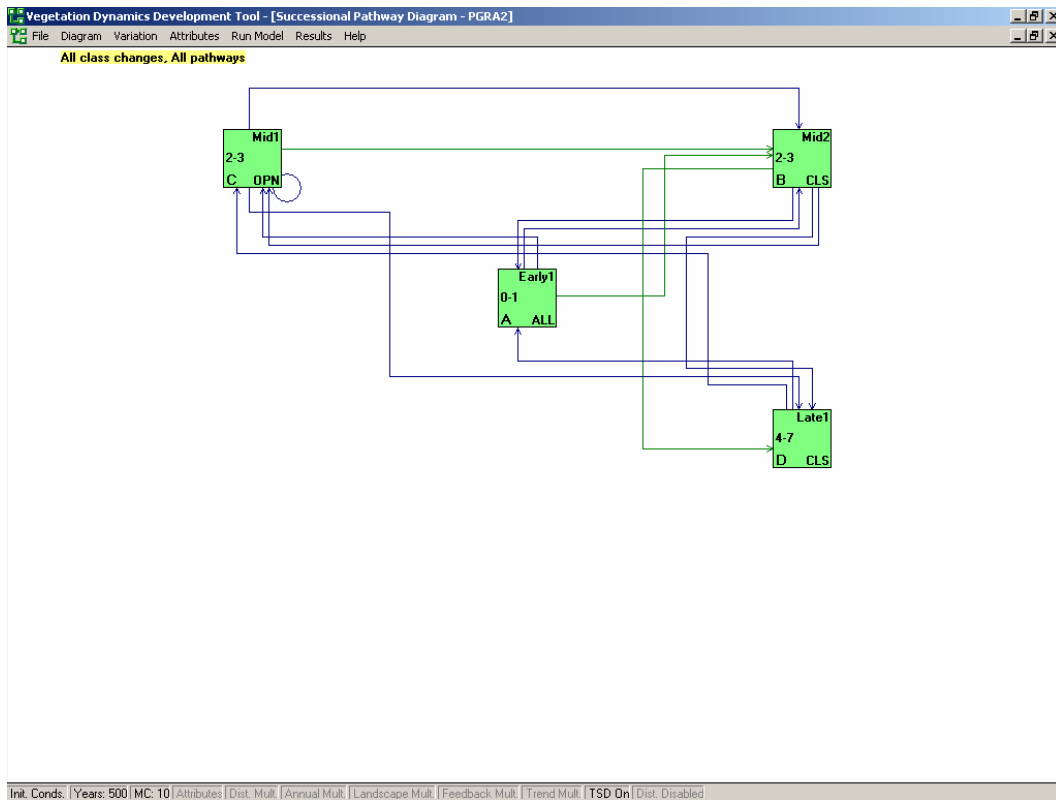 Vegetation Dynamics Development Tool - [Successional Pathway Diagram - PGRA2]
File Diagram Variation Attributes Run Model Results Help
All class changes, All pathways
Mid1
2-3
C OPN
Mid2
2-3
B CLS
Early1
0-1
A ALL
Late1
4-7
D CLS
Init. Conds. Years: 500 MC: 10 Attributes Dist. Mult. Annual Mult. Landscape Mult. Feedback Mult. Trend Mult. TSD On Dist. Disabled